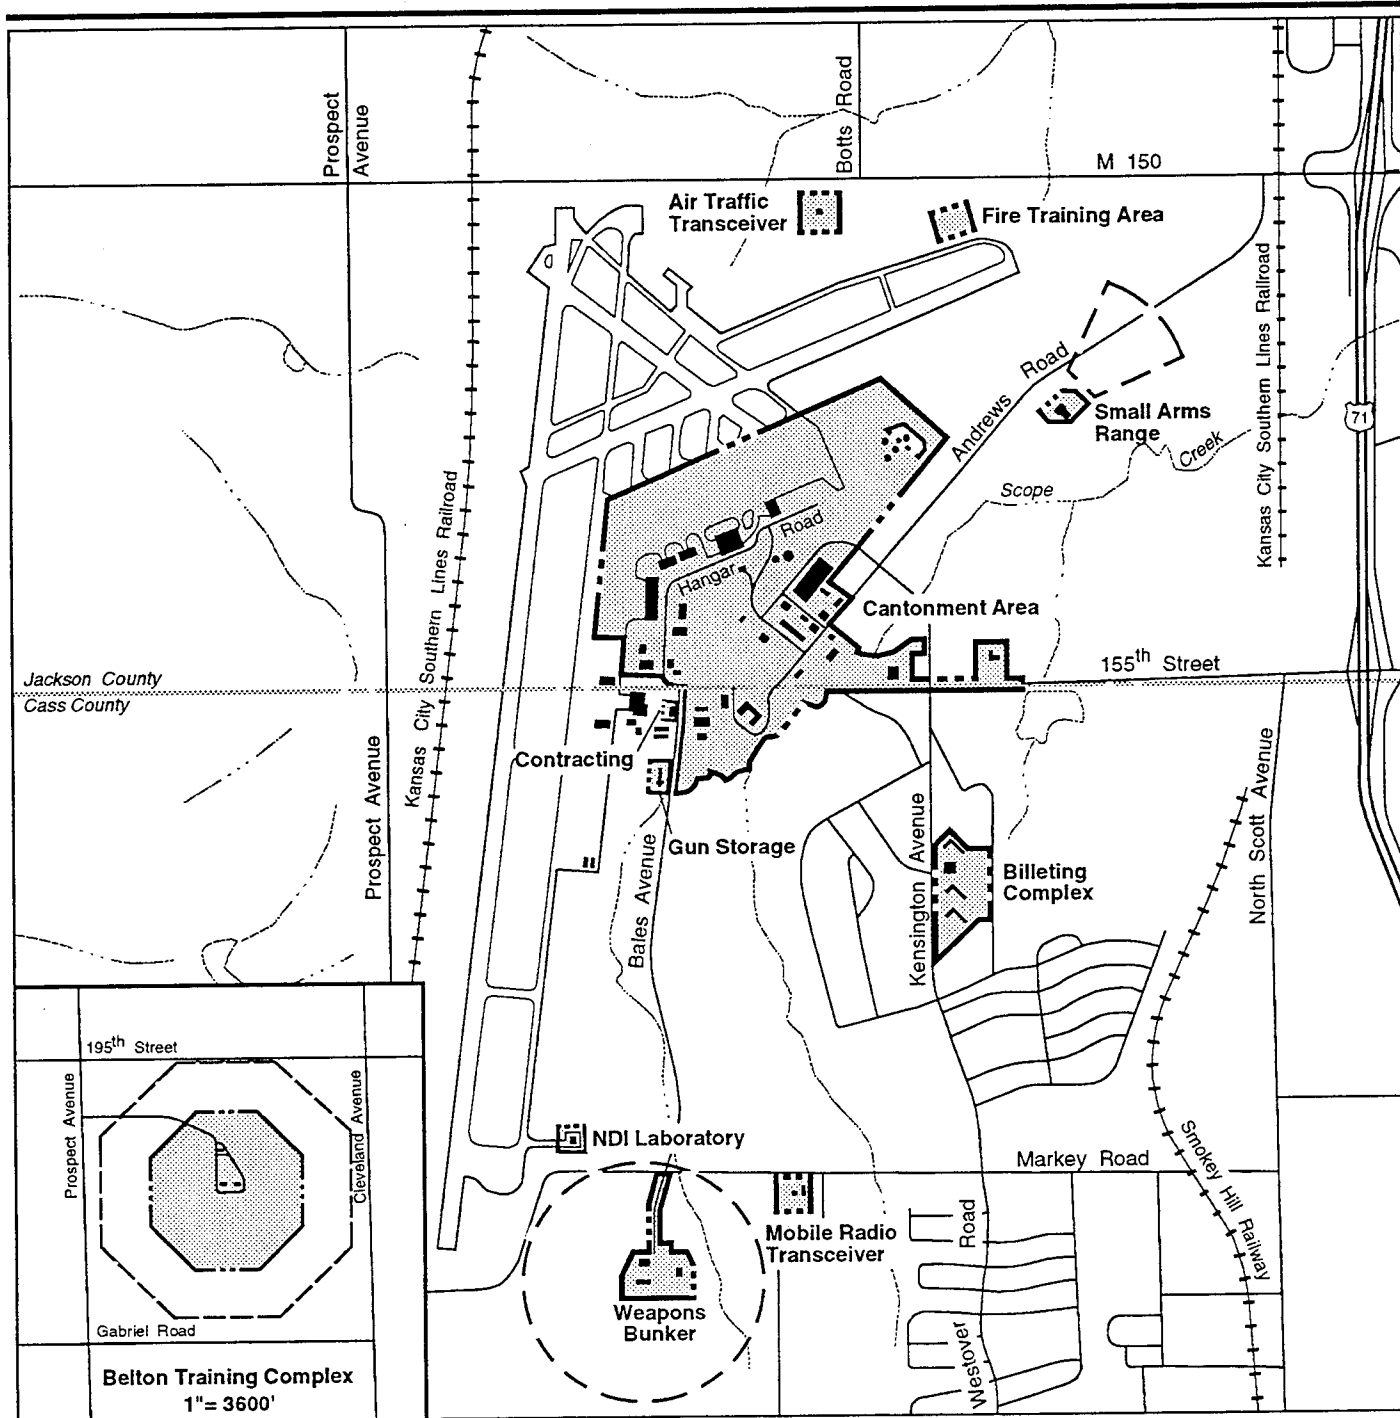 Prospect
Avenue
Botts Road
M 150
Air Traffic
Transceiver
Fire Training Area
Kansas City Southern Lines Railroad
Andrews Road
Small Arms
Range
71
Scope Creek
Kansas City Southern Lines Railroad
Hangar Road
Cantonment Area
155th Street
Jackson County
Cass County
Contracting
Prospect Avenue
Gun Storage
Bales Avenue
Kensington Avenue
Billeting
Complex
North Scott Avenue
195th Street
Prospect Avenue
Cleveland Avenue
Gabriel Road
Belton Training Complex
1"= 3600'
NDI Laboratory
Markey Road
Smokey Hill Railway
Mobile Radio
Transceiver
Weapons
Bunker
Westover Road